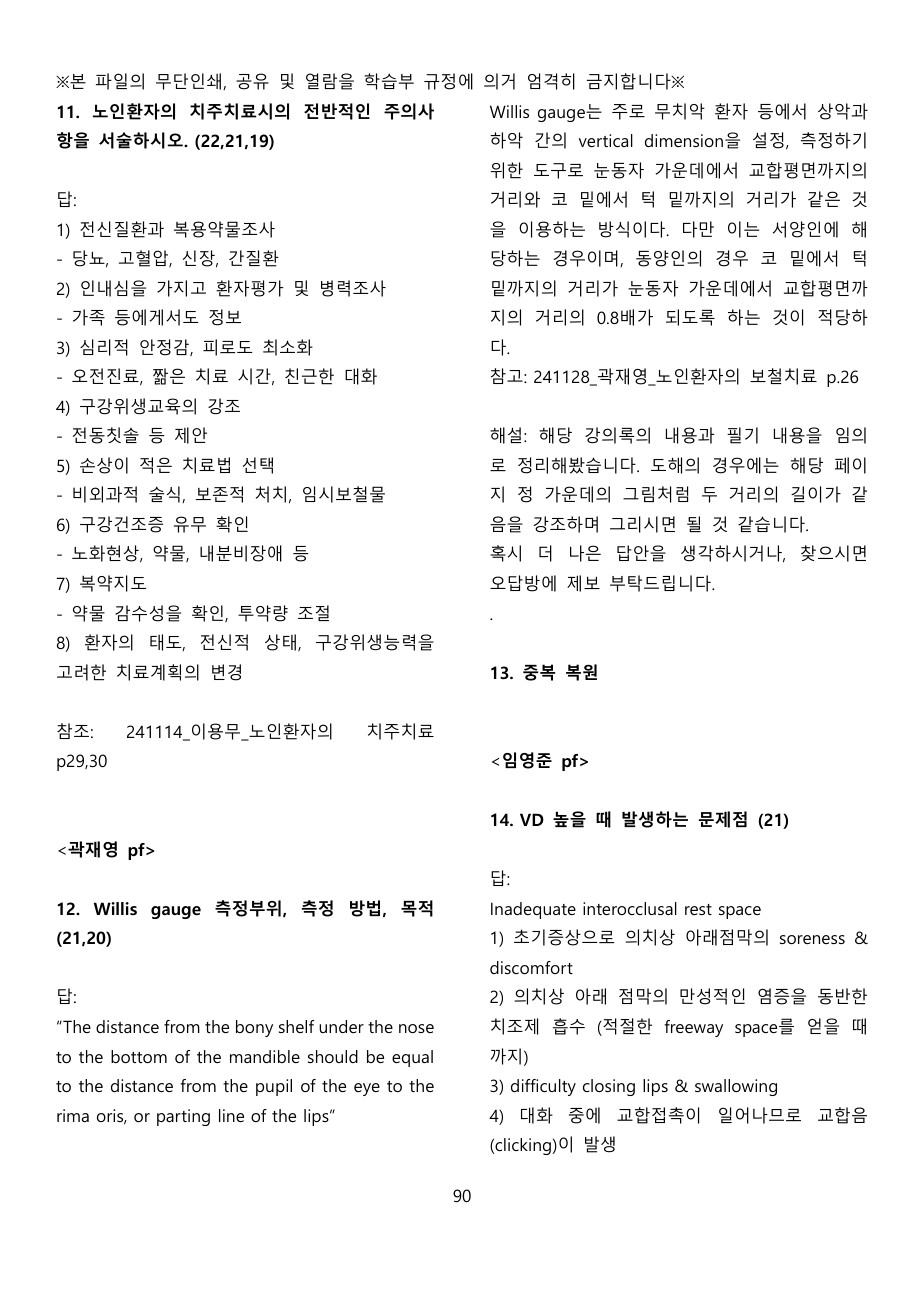 ※본 파일의 무단인쇄, 공유 및 열람을 학습부 규정에 의거 엄격히 금지합니다※
11. 노인환자의 치주치료시의 전반적인 주의사
항을 서술하시오. (22,21,19)
답:
1) 전신질환과 복용약물조사
- 당뇨, 고혈압, 신장, 간질환
2) 인내심을 가지고 환자평가 및 병력조사
- 가족 등에게서도 정보
3) 심리적 안정감, 피로도 최소화
- 오전진료, 짧은 치료 시간, 친근한 대화
4) 구강위생교육의 강조
- 전동칫솔 등 제안
5) 손상이 적은 치료법 선택
- 비외과적 술식, 보존적 처치, 임시보철물
6) 구강건조증 유무 확인
- 노화현상, 약물, 내분비장애 등
7) 복약지도
- 약물 감수성을 확인, 투약량 조절
8) 환자의 태도, 전신적 상태, 구강위생능력을
고려한 치료계획의 변경
참조: 241114_이용무_노인환자의 치주치료
p29,30
<곽재영 pf>
12. Willis gauge 측정부위, 측정 방법, 목적
(21,20)
답:
“The distance from the bony shelf under the nose
to the bottom of the mandible should be equal
to the distance from the pupil of the eye to the
rima oris, or parting line of the lips”
Willis gauge는 주로 무치악 환자 등에서 상악과
하악 간의 vertical dimension을 설정, 측정하기
위한 도구로 눈동자 가운데에서 교합평면까지의
거리와 코 밑에서 턱 밑까지의 거리가 같은 것
을 이용하는 방식이다. 다만 이는 서양인에 해
당하는 경우이며, 동양인의 경우 코 밑에서 턱
밑까지의 거리가 눈동자 가운데에서 교합평면까
지의 거리의 0.8배가 되도록 하는 것이 적당하
다.
참고: 241128_곽재영_노인환자의 보철치료 p.26
해설: 해당 강의록의 내용과 필기 내용을 임의
로 정리해봤습니다. 도해의 경우에는 해당 페이
지 정 가운데의 그림처럼 두 거리의 길이가 같
음을 강조하며 그리시면 될 것 같습니다.
혹시 더 나은 답안을 생각하시거나, 찾으시면
오답방에 제보 부탁드립니다.
.
13. 중복 복원
<임영준 pf>
14. VD 높을 때 발생하는 문제점 (21)
답:
Inadequate interocclusal rest space
1) 초기증상으로 의치상 아래점막의 soreness &
discomfort
2) 의치상 아래 점막의 만성적인 염증을 동반한
치조제 흡수 (적절한 freeway space를 얻을 때
까지)
3) difficulty closing lips & swallowing
4) 대화 중에 교합접촉이 일어나므로 교합음
(clicking)이 발생
90